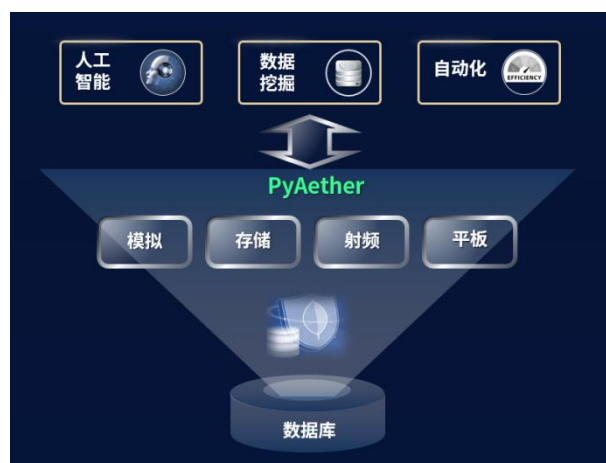 人工
智能
数据
挖掘
自动化
EFFICIENCY
PyAether
模拟
存储
射频
平板
数据库